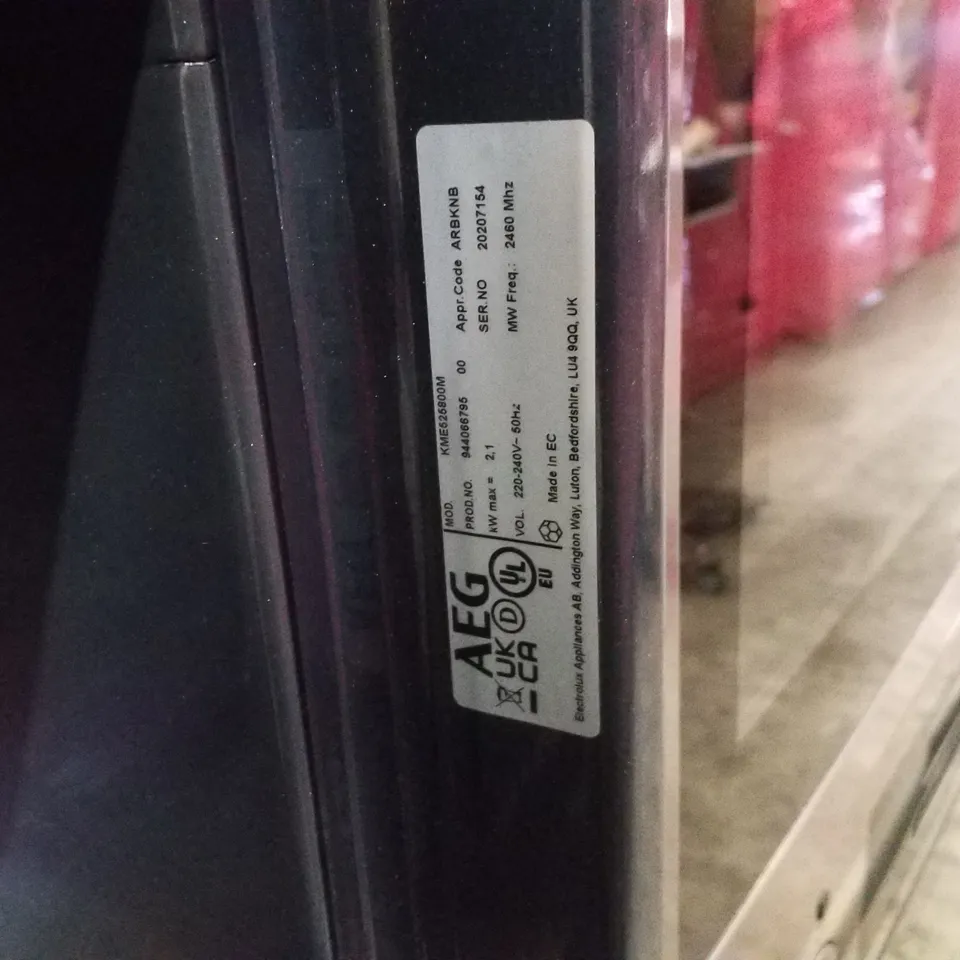 AEG
UK
CA
D
UL
EU
MOD. KME525800M
PROD.NO. 944066795 00 Appr.Code ARBKNB
kW max = 2,1 SER.NO 20207154
VOL. 220-240V~ 50Hz MW Freq.: 2460 Mhz
Made in EC
Electrolux Appliances AB, Addington Way, Luton, Bedfordshire, LU4 9QQ, UK